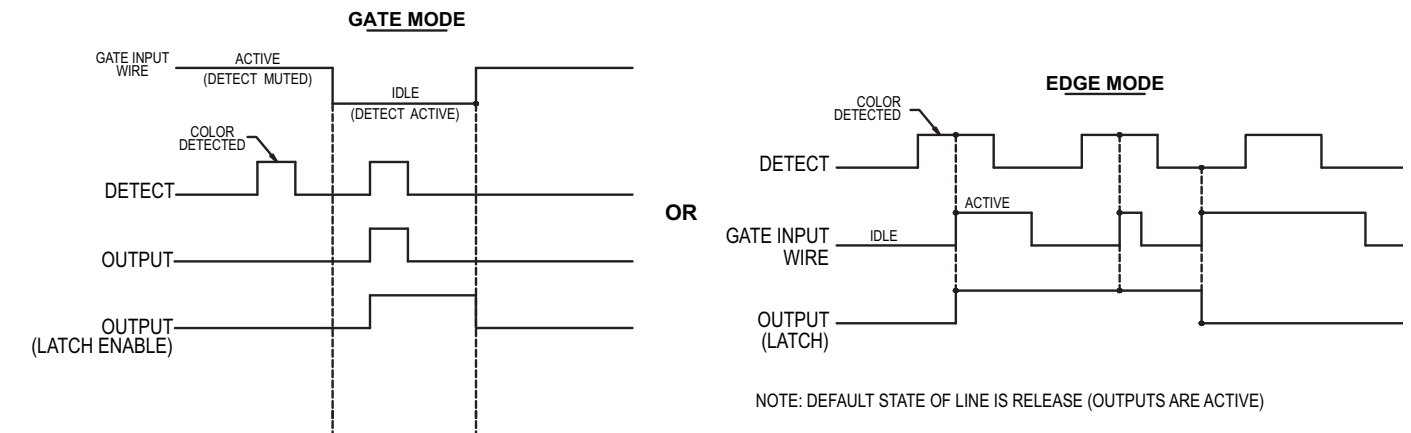 GATE MODE
GATE INPUT
WIRE
ACTIVE
(DETECT MUTED)
IDLE
(DETECT ACTIVE)
COLOR
DETECTED
DETECT
OUTPUT
OUTPUT
(LATCH ENABLE)
OR
EDGE MODE
COLOR
DETECTED
DETECT
ACTIVE
GATE INPUT
WIRE
IDLE
OUTPUT
(LATCH)
NOTE: DEFAULT STATE OF LINE IS RELEASE (OUTPUTS ARE ACTIVE)